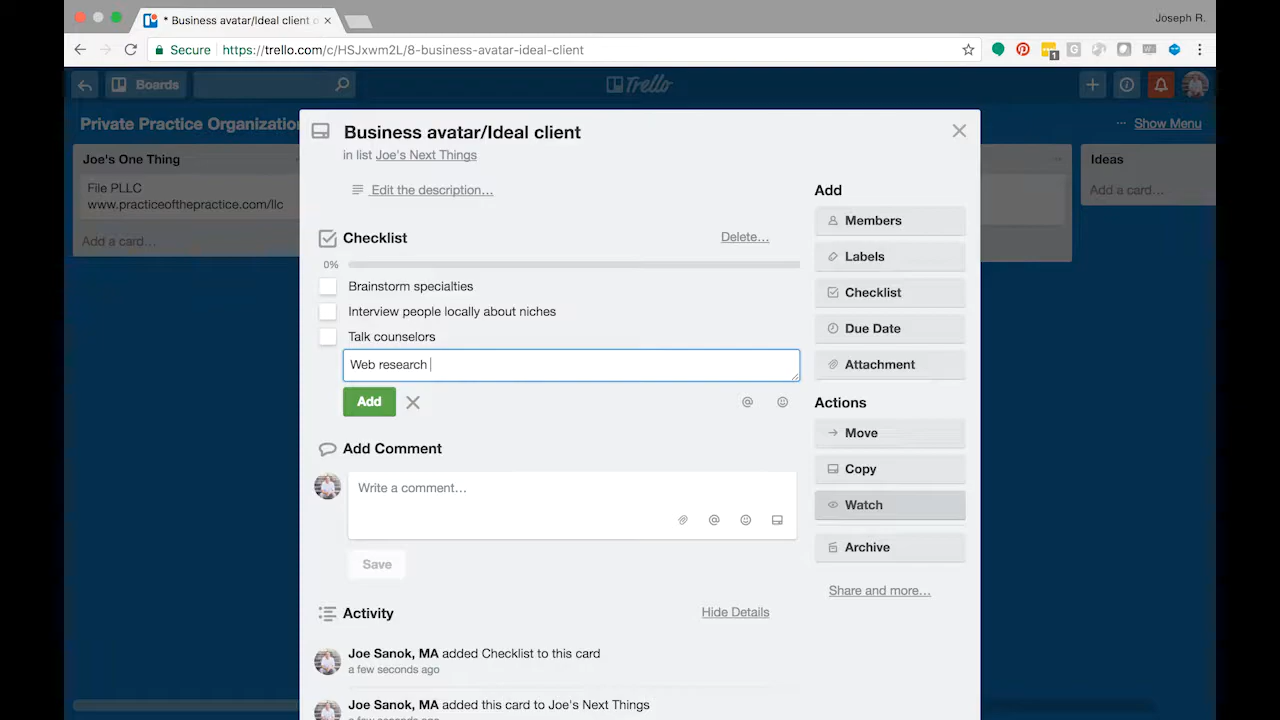 * Business avatar/Ideal client o
Joseph R.
Secure https://trello.com/c/HSJxwm2L/8-business-avatar-ideal-client
1
Boards
Trello
Private Practice Organization
Show Menu
Joe's One Thing
File PLLC
www.practiceofthepractice.com/llc
Add a card…
Business avatar/Ideal client
in list Joe's Next Things
Edit the description…
Checklist
Delete…
0%
Brainstorm specialties
Interview people locally about niches
Talk counselors
Web research
Add
@
Add Comment
Write a comment…
@
Save
Activity
Hide Details
Joe Sanok, MA added Checklist to this card
a few seconds ago
Joe Sanok, MA added this card to Joe's Next Things
a few seconds ago
Add
Members
Labels
Checklist
Due Date
Attachment
Actions
Move
Copy
Watch
Archive
Share and more…
Ideas
Add a card…